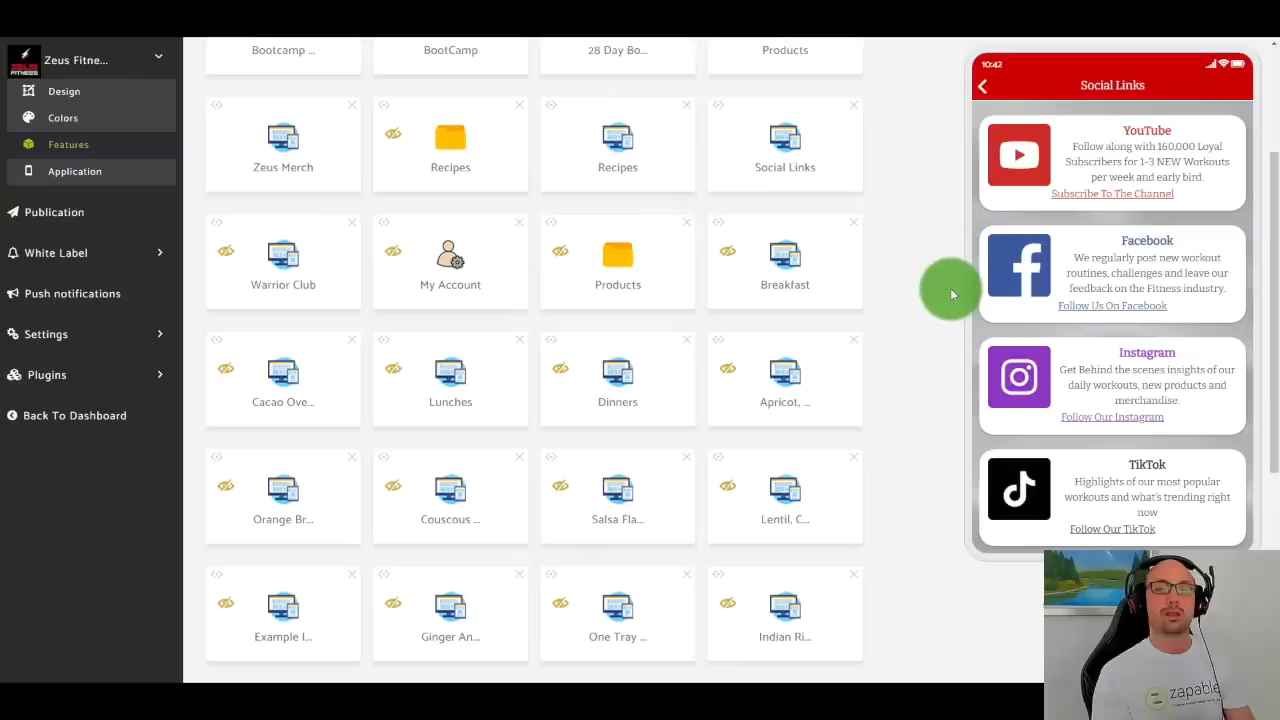 Zeus Fitne...
Design
Colors
Features
Application
Publication
White Label
Push notifications
Settings
Plugins
Back To Dashboard
Bootcamp ...
BootCamp
28 Day Bo...
Products
Zeus Merch
Recipes
Recipes
Social Links
Warrior Club
My Account
Products
Breakfast
Cacao Ove...
Lunches
Dinners
Apricot, ...
Orange Br...
Couscous ...
Salsa Fla...
Lentil, C...
Example I...
Ginger An...
One Tray ...
Indian Ri...
10:42
Social Links
YouTube
Follow along with 160,000 Loyal
Subscribers for 1-3 NEW Workouts
per week and early bird.
Subscribe To The Channel
Facebook
We regularly post new workout
routines, challenges and leave our
feedback on the Fitness industry.
Follow Us On Facebook
Instagram
Get Behind the scenes insights of our
daily workouts, new products and
merchandise.
Follow Our Instagram
TikTok
Highlights of our most popular
workouts and what's trending right
now
Follow Our TikTok
zapable